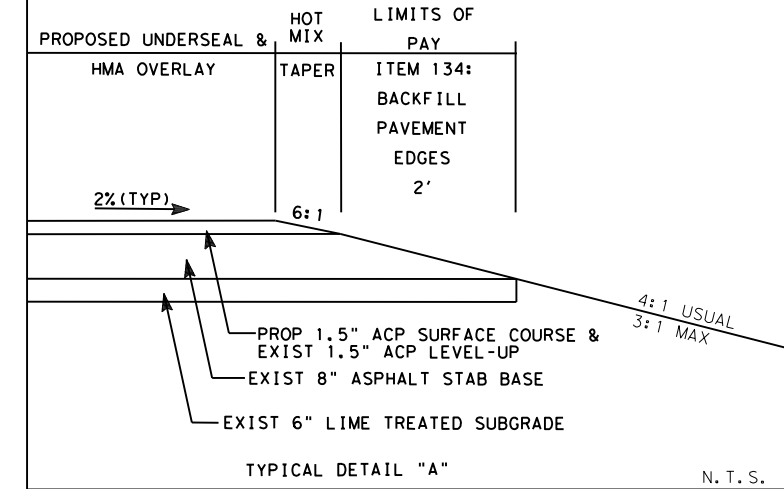 PROPOSED UNDERSEAL &
HMA OVERLAY
HOT
MIX
TAPER
LIMITS OF
PAY
ITEM 134:
BACKFILL
PAVEMENT
EDGES
2'
2%(TYP)
6:1
4:1 USUAL
3:1 MAX
PROP 1.5" ACP SURFACE COURSE &
EXIST 1.5" ACP LEVEL-UP
EXIST 8" ASPHALT STAB BASE
EXIST 6" LIME TREATED SUBGRADE
TYPICAL DETAIL "A"
N.T.S.